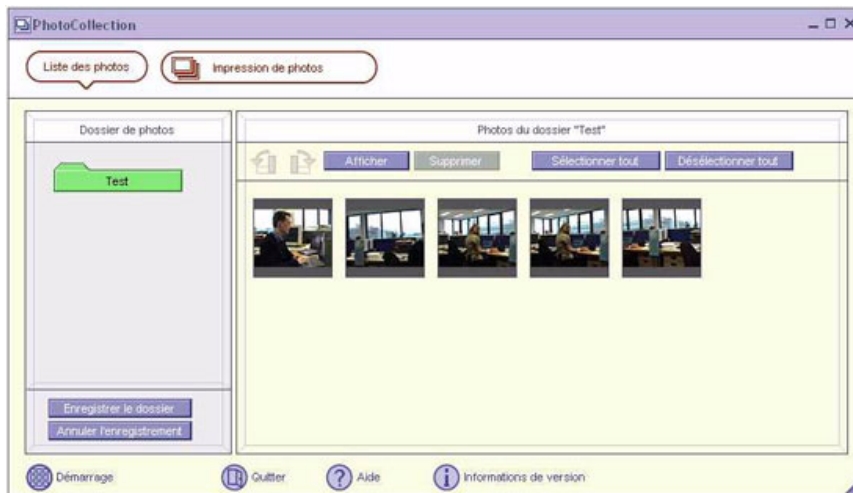 PhotoCollection
Liste des photos
Impression de photos
Dossier de photos
Test
Enregistrer le dossier
Annuler l'enregistrement
Photos du dossier "Test"
Afficher Supprimer Sélectionner tout Désélectionner tout
Démarrage Quitter Aide Informations de version